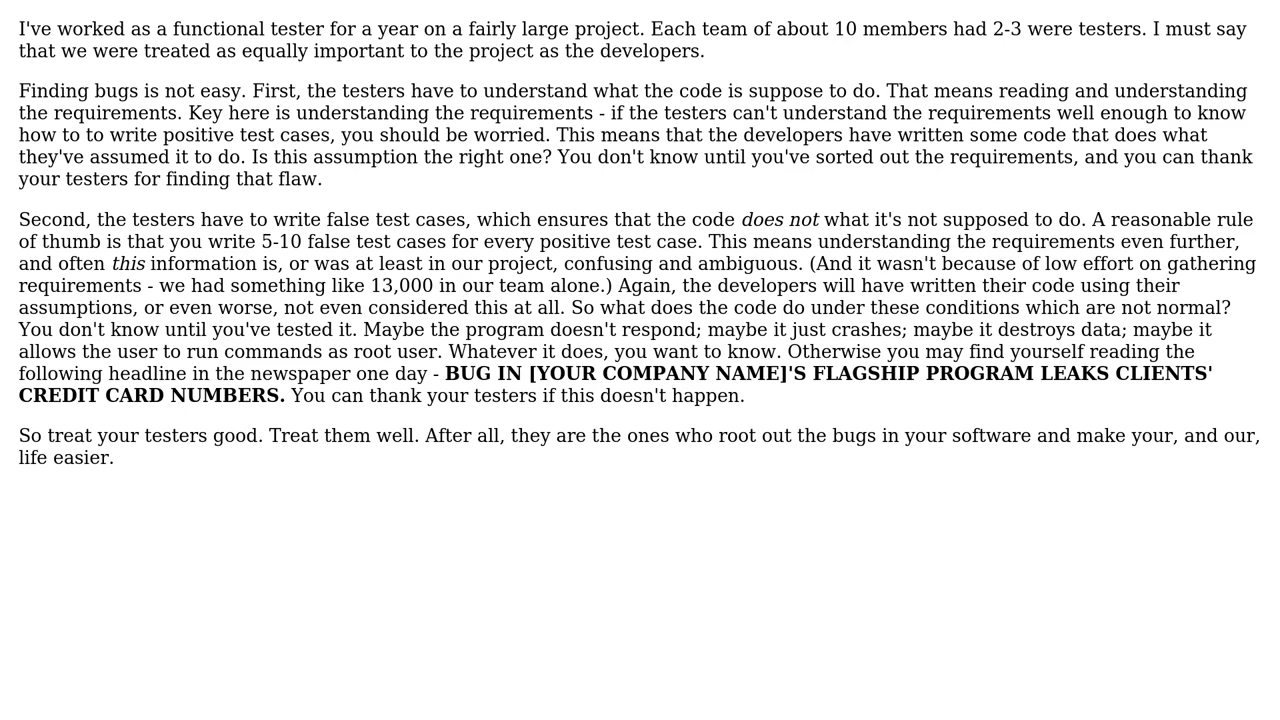 I've worked as a functional tester for a year on a fairly large project. Each team of about 10 members had 2-3 were testers. I must say
that we were treated as equally important to the project as the developers.
Finding bugs is not easy. First, the testers have to understand what the code is suppose to do. That means reading and understanding
the requirements. Key here is understanding the requirements - if the testers can't understand the requirements well enough to know
how to to write positive test cases, you should be worried. This means that the developers have written some code that does what
they've assumed it to do. Is this assumption the right one? You don't know until you've sorted out the requirements, and you can thank
your testers for finding that flaw.
Second, the testers have to write false test cases, which ensures that the code does not what it's not supposed to do. A reasonable rule
of thumb is that you write 5-10 false test cases for every positive test case. This means understanding the requirements even further,
and often this information is, or was at least in our project, confusing and ambiguous. (And it wasn't because of low effort on gathering
requirements - we had something like 13,000 in our team alone.) Again, the developers will have written their code using their
assumptions, or even worse, not even considered this at all. So what does the code do under these conditions which are not normal?
You don't know until you've tested it. Maybe the program doesn't respond; maybe it just crashes; maybe it destroys data; maybe it
allows the user to run commands as root user. Whatever it does, you want to know. Otherwise you may find yourself reading the
following headline in the newspaper one day - BUG IN [YOUR COMPANY NAME]'S FLAGSHIP PROGRAM LEAKS CLIENTS'
CREDIT CARD NUMBERS. You can thank your testers if this doesn't happen.
So treat your testers good. Treat them well. After all, they are the ones who root out the bugs in your software and make your, and our,
life easier.